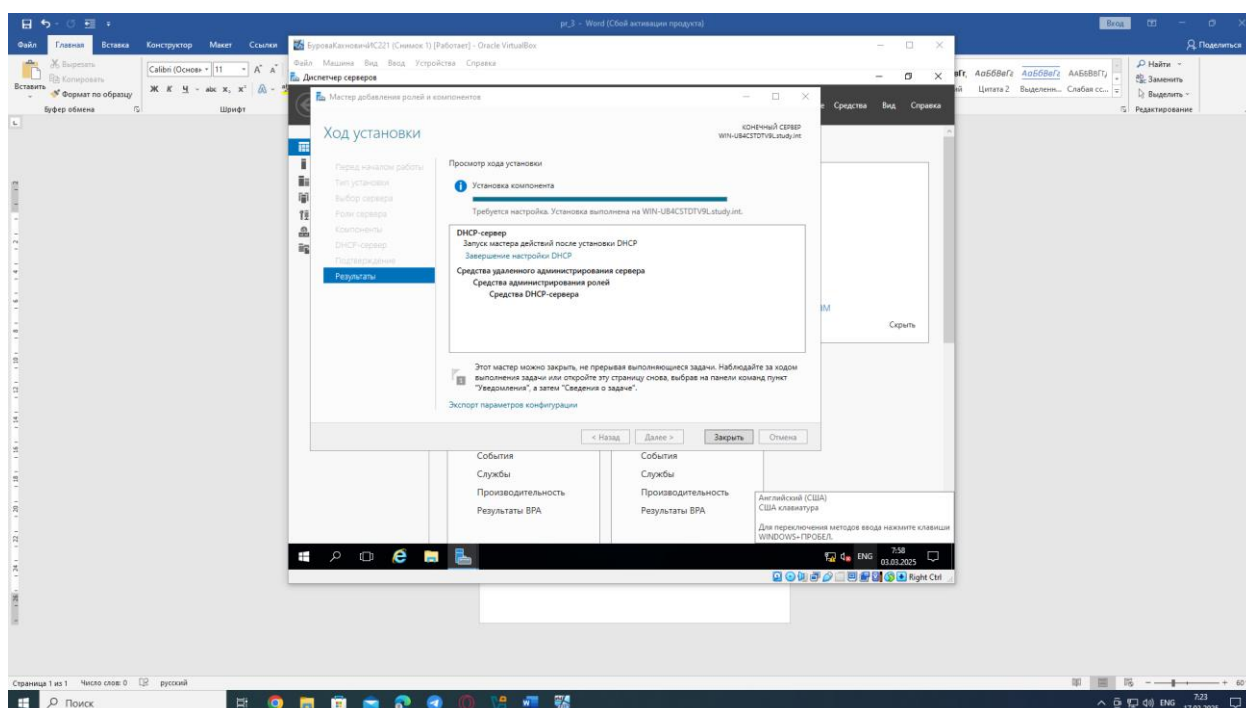 pr_3 - Word (Сбой активации продукта)
Вход
Файл Главная Вставка Конструктор Макет Ссылки
Поделиться
Вставить
Вырезать
Копировать
Формат по образцу
Буфер обмена
Calibri (Основн 11
Ж К Ч abc x, x²
Шрифт
АаБбВвГг АаБбВвГг АаБбВвГг,
Цитата 2 Выделенн... Слабая сс...
Найти
Заменить
Выделить
Редактирование
(Снимок 1) [Работает] - Oracle VirtualBox
Файл Машина Вид Ввод Устройства Справка
Диспетчер серверов
Средства Вид Справка
Мастер добавления ролей и компонентов
Ход установки
КОНЕЧНЫЙ СЕРВЕР
WIN-UB4CSTDTV9L.study.int
Перед началом работы
Тип установки
Выбор сервера
Роли сервера
Компоненты
DHCP-сервер
Подтверждение
Результаты
Просмотр хода установки
Установка компонента
Требуется настройка. Установка выполнена на WIN-UB4CSTDTV9L.study.int.
DHCP-сервер
Запуск мастера действий после установки DHCP
Завершение настройки DHCP
Средства удаленного администрирования сервера
Средства администрирования ролей
Средства DHCP-сервера
Этот мастер можно закрыть, не прерывая выполняющиеся задачи. Наблюдайте за ходом
выполнения задачи или откройте эту страницу снова, выбрав на панели команд пункт
"Уведомления", а затем "Сведения о задаче".
Экспорт параметров конфигурации
< Назад Далее > Закрыть Отмена
Скрыть
События События
Службы Службы
Производительность Производительность
Результаты BPA Результаты BPA
Английский (США)
США клавиатура
Для переключения методов ввода нажмите клавиши
WINDOWS+ПРОБЕЛ.
ENG
7:58
03.03.2025
Right Ctrl
Страница 1 из 1 Число слов: 0 русский
60
Поиск
ENG
7:23